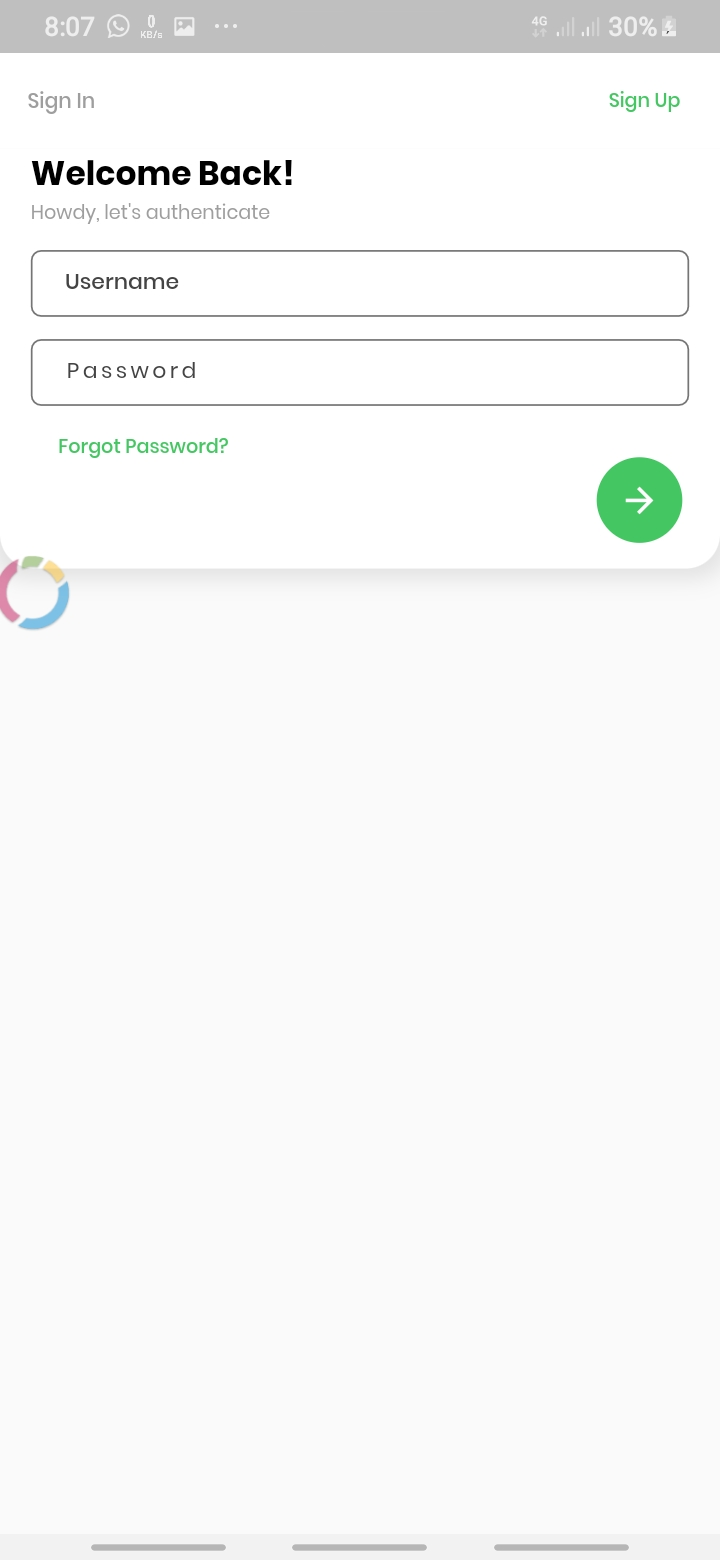 8:07 0 KB/s 4G 30%
Sign In Sign Up
Welcome Back!
Howdy, let's authenticate
Username
Password
Forgot Password?